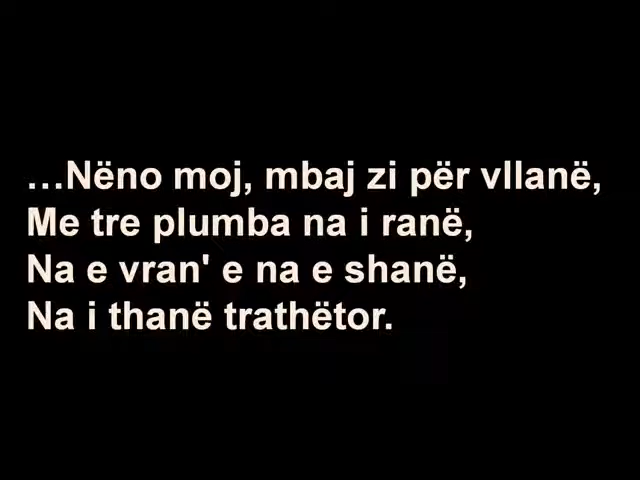 …Nëno moj, mbaj zi për vllanë,
Me tre plumba na i ranë,
Na e vran' e na e shanë,
Na i thanë trathëtor.